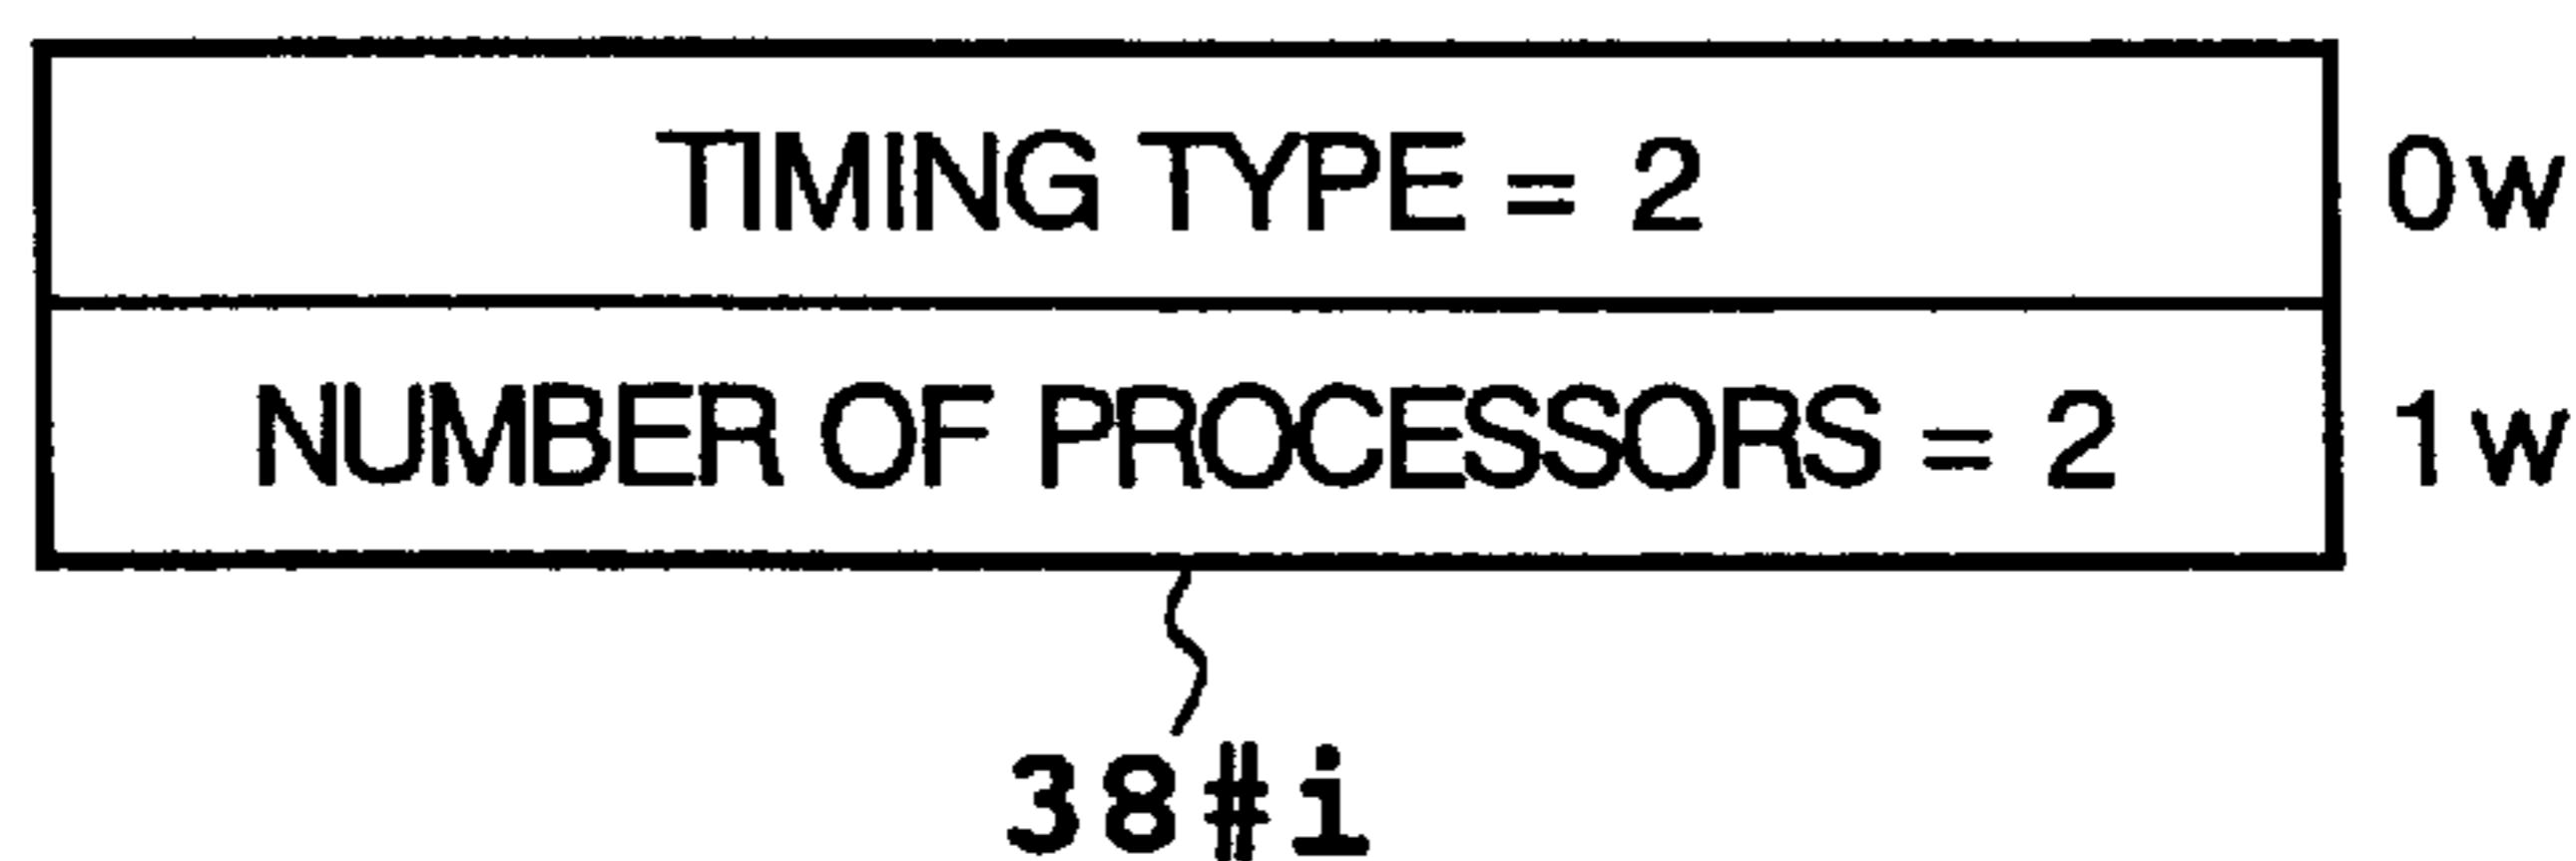 TIMING TYPE = 2 0w
NUMBER OF PROCESSORS = 2 1w
38#i